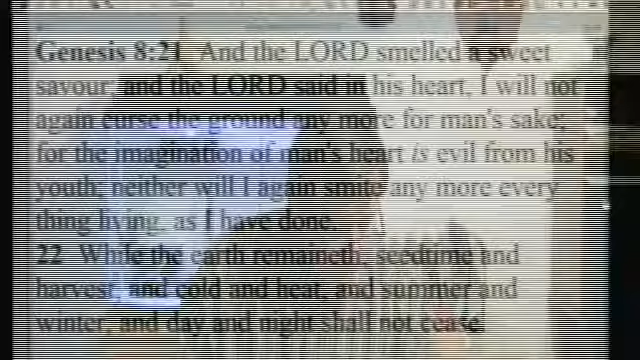 Genesis 8:21 And the LORD smelled a sweet
savour; and the LORD said in his heart, I will not
again curse the ground any more for man's sake;
for the imagination of man's heart is evil from his
youth; neither will I again smite any more every
thing living, as I have done.
22 While the earth remaineth, seedtime and
harvest, and cold and heat, and summer and
winter, and day and night shall not cease.